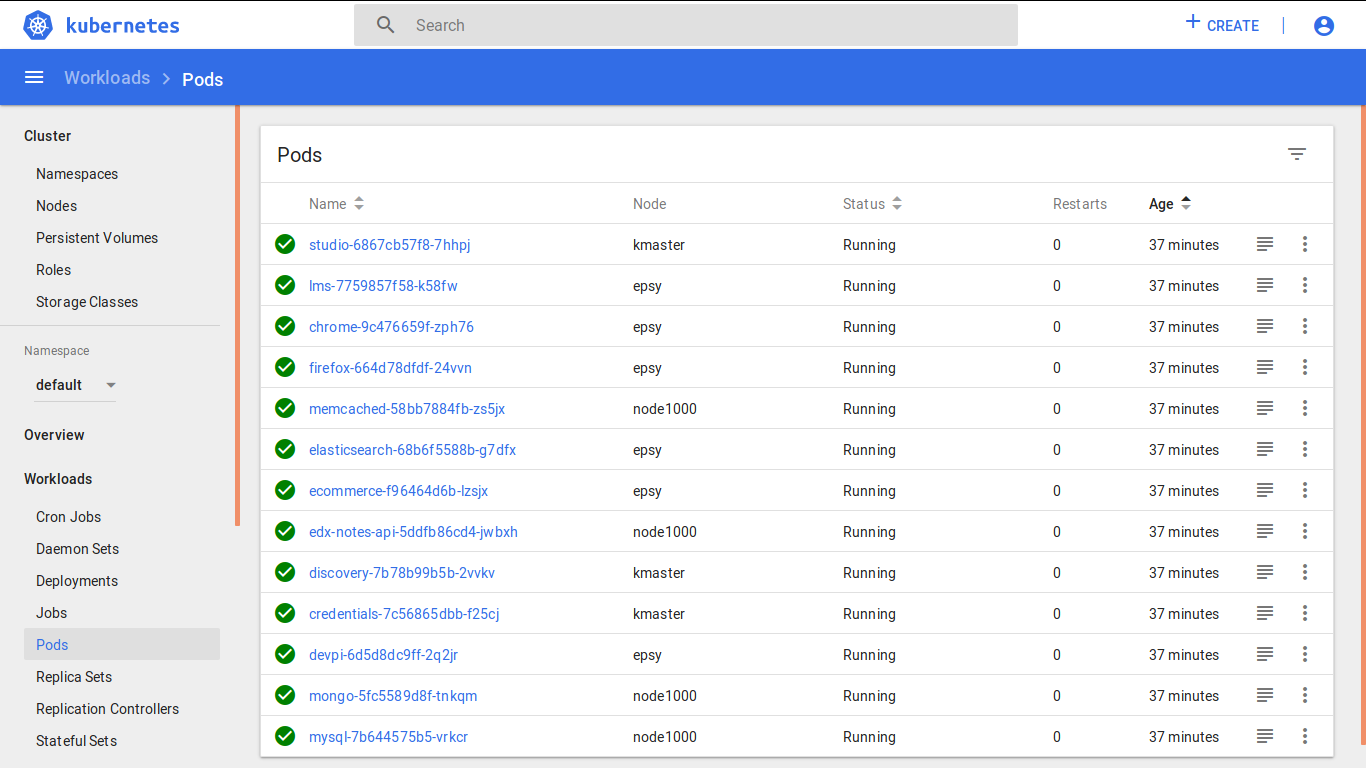 kubernetes
Search
+ CREATE |
Workloads > Pods
Cluster
Namespaces
Nodes
Persistent Volumes
Roles
Storage Classes
Namespace
default
Overview
Workloads
Cron Jobs
Daemon Sets
Deployments
Jobs
Pods
Replica Sets
Replication Controllers
Stateful Sets
Pods
Name Node Status Restarts Age
studio-6867cb57f8-7hhpj kmaster Running 0 37 minutes
lms-7759857f58-k58fw epsy Running 0 37 minutes
chrome-9c476659f-zph76 epsy Running 0 37 minutes
firefox-664d78dfdf-24vvn epsy Running 0 37 minutes
memcached-58bb7884fb-zs5jx node1000 Running 0 37 minutes
elasticsearch-68b6f5588b-g7dfx epsy Running 0 37 minutes
ecommerce-f96464d6b-lzsjx epsy Running 0 37 minutes
edx-notes-api-5ddfb86cd4-jwbxh node1000 Running 0 37 minutes
discovery-7b78b99b5b-2vvkv kmaster Running 0 37 minutes
credentials-7c56865dbb-f25cj kmaster Running 0 37 minutes
devpi-6d5d8dc9ff-2q2jr epsy Running 0 37 minutes
mongo-5fc5589d8f-tnkqm node1000 Running 0 37 minutes
mysql-7b644575b5-vrkcr node1000 Running 0 37 minutes